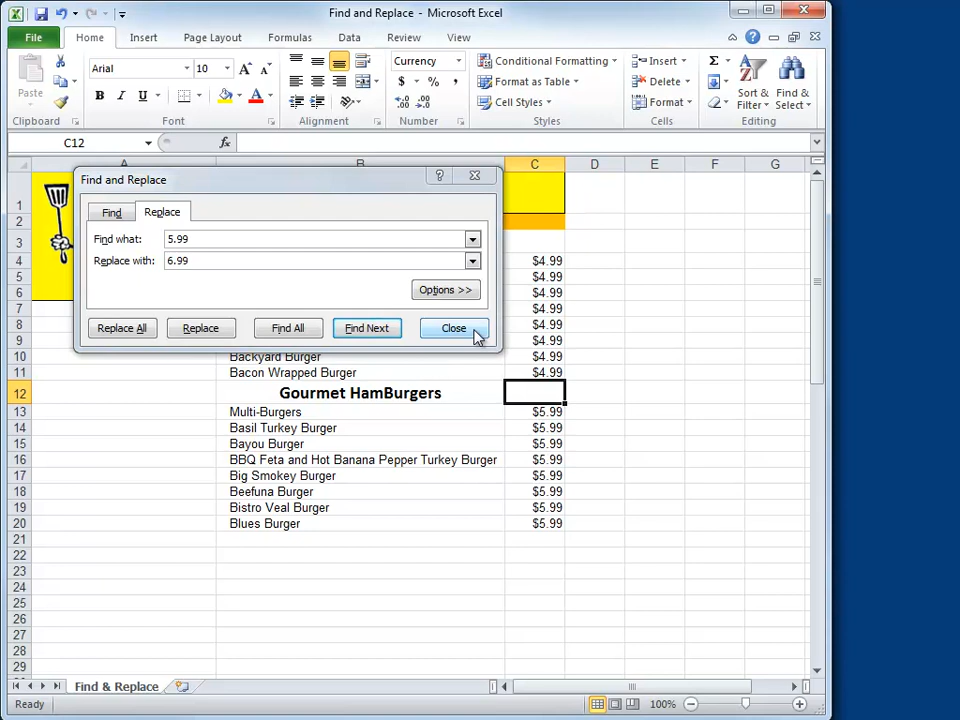 Find and Replace - Microsoft Excel
File Home Insert Page Layout Formulas Data Review View
Paste
Arial 10
B I U
A A
Currency
$ % ,
Conditional Formatting
Format as Table
Cell Styles
Insert
Delete
Format
Σ
Sort & Filter
Find & Select
Clipboard Font Alignment Number Styles Cells Editing
C12 fx
A B C D E F G
Find and Replace
Find Replace
Find what: 5.99
Replace with: 6.99
Options >>
Replace All Replace Find All Find Next Close
1
2
3
4 $4.99
5 $4.99
6 $4.99
7 $4.99
8 $4.99
9 $4.99
10 Backyard Burger $4.99
11 Bacon Wrapped Burger $4.99
12 Gourmet HamBurgers
13 Multi-Burgers $5.99
14 Basil Turkey Burger $5.99
15 Bayou Burger $5.99
16 BBQ Feta and Hot Banana Pepper Turkey Burger $5.99
17 Big Smokey Burger $5.99
18 Beefuna Burger $5.99
19 Bistro Veal Burger $5.99
20 Blues Burger $5.99
21
22
23
24
25
26
27
28
29
Find & Replace
Ready 100%